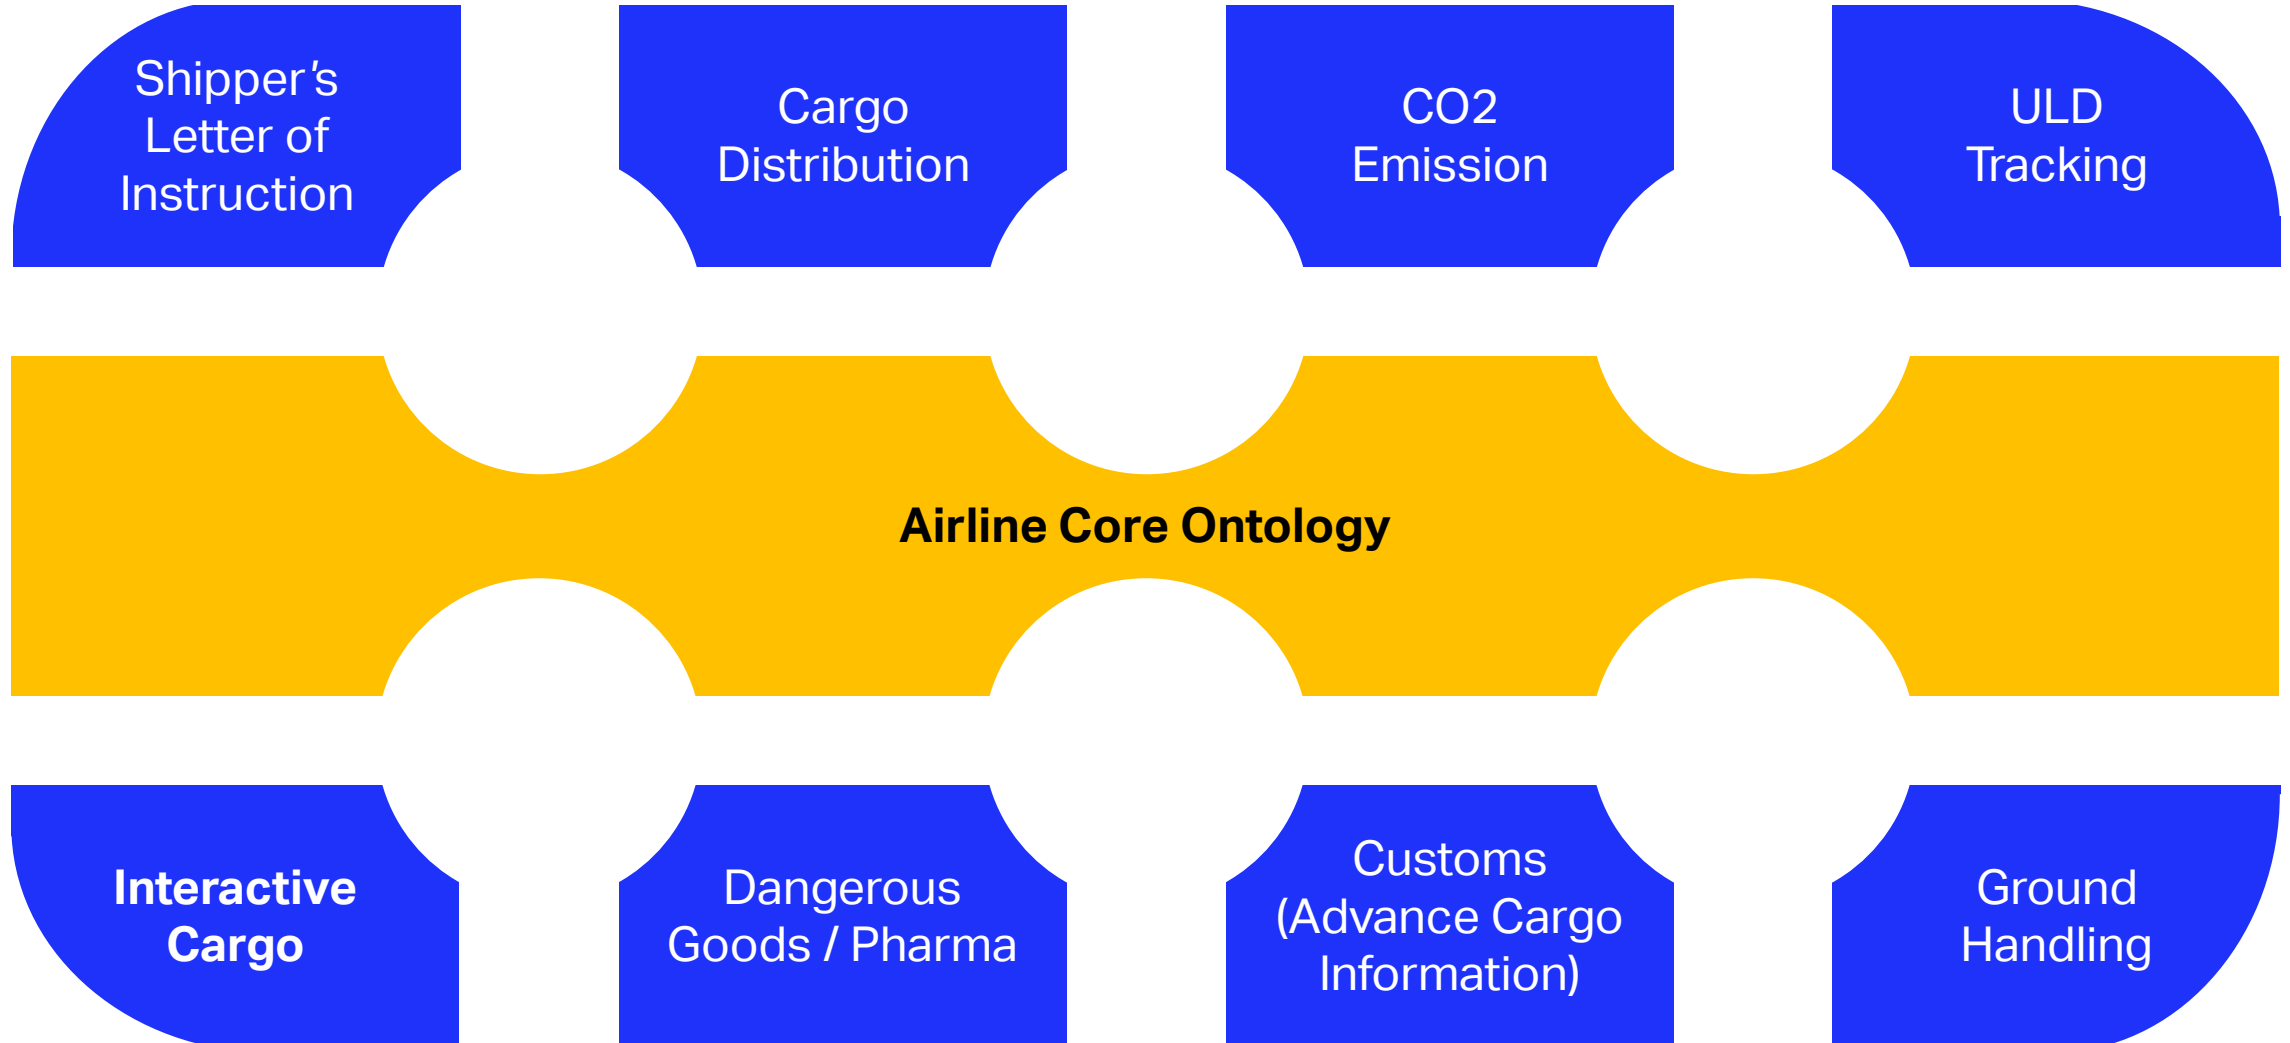 Shipper's
Letter of
Instruction
Cargo
Distribution
CO2
Emission
ULD
Tracking
Airline Core Ontology
Interactive
Cargo
Dangerous
Goods / Pharma
Customs
(Advance Cargo
Information)
Ground
Handling